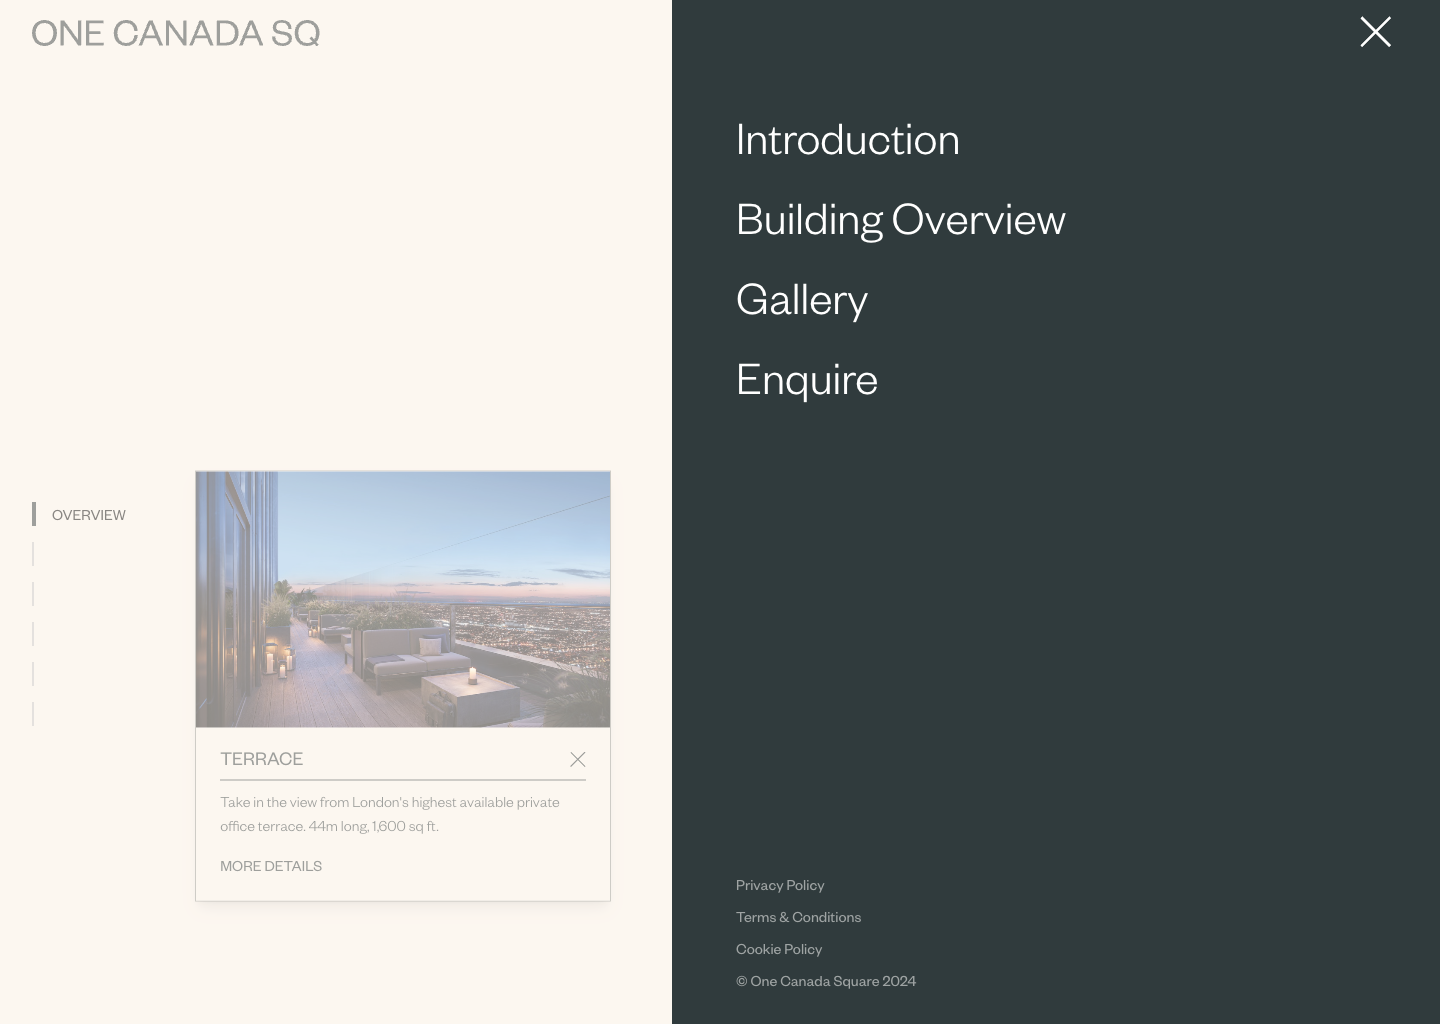 ONE CANADA SQ
Introduction
Building Overview
Gallery
Enquire
OVERVIEW
TERRACE
Take in the view from London's highest available private
office terrace. 44m long, 1,600 sq ft.
MORE DETAILS
Privacy Policy
Terms & Conditions
Cookie Policy
© One Canada Square 2024